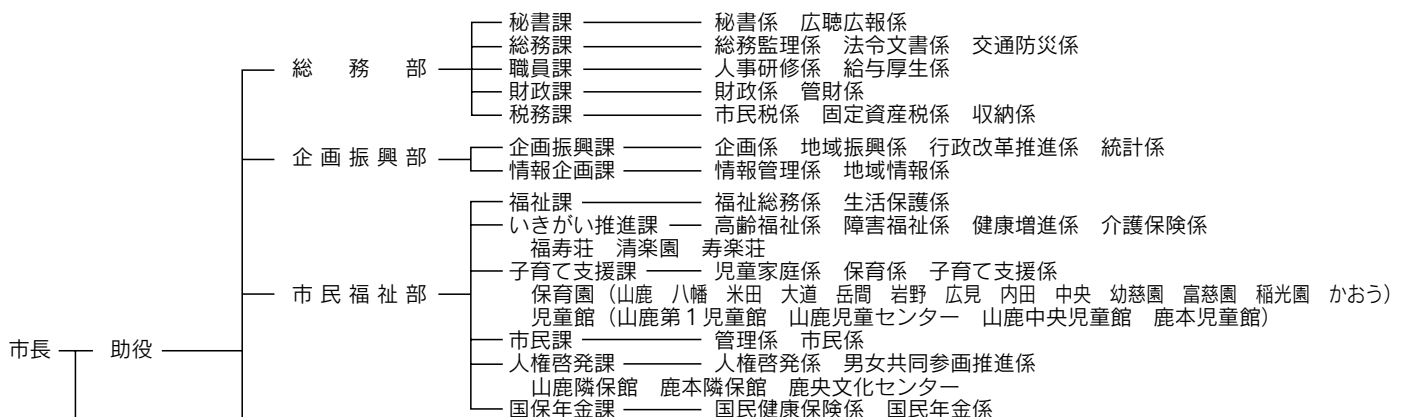 秘書課 秘書係 広聴広報係
総務課 総務監理係 法令文書係 交通防災係
総務部 職員課 人事研修係 給与厚生係
財政課 財政係 管財係
税務課 市民税係 固定資産税係 収納係
企画振興部 企画振興課 企画係 地域振興係 行政改革推進係 統計係
情報企画課 情報管理係 地域情報係
福祉課 福祉総務係 生活保護係
いきがい推進課 高齢福祉係 障害福祉係 健康増進係 介護保険係
福寿荘 清楽園 寿楽荘
子育て支援課 児童家庭係 保育係 子育て支援係
市民福祉部 保育園（山鹿 八幡 米田 大道 岳間 岩野 広見 内田 中央 幼慈園 富慈園 稲光園 かおう）
児童館（山鹿第１児童館 山鹿児童センター 山鹿中央児童館 鹿本児童館）
市長 助役 市民課 管理係 市民係
人権啓発課 人権啓発係 男女共同参画推進係
山鹿隣保館 鹿本隣保館 鹿央文化センター
国保年金課 国民健康保険係 国民年金係